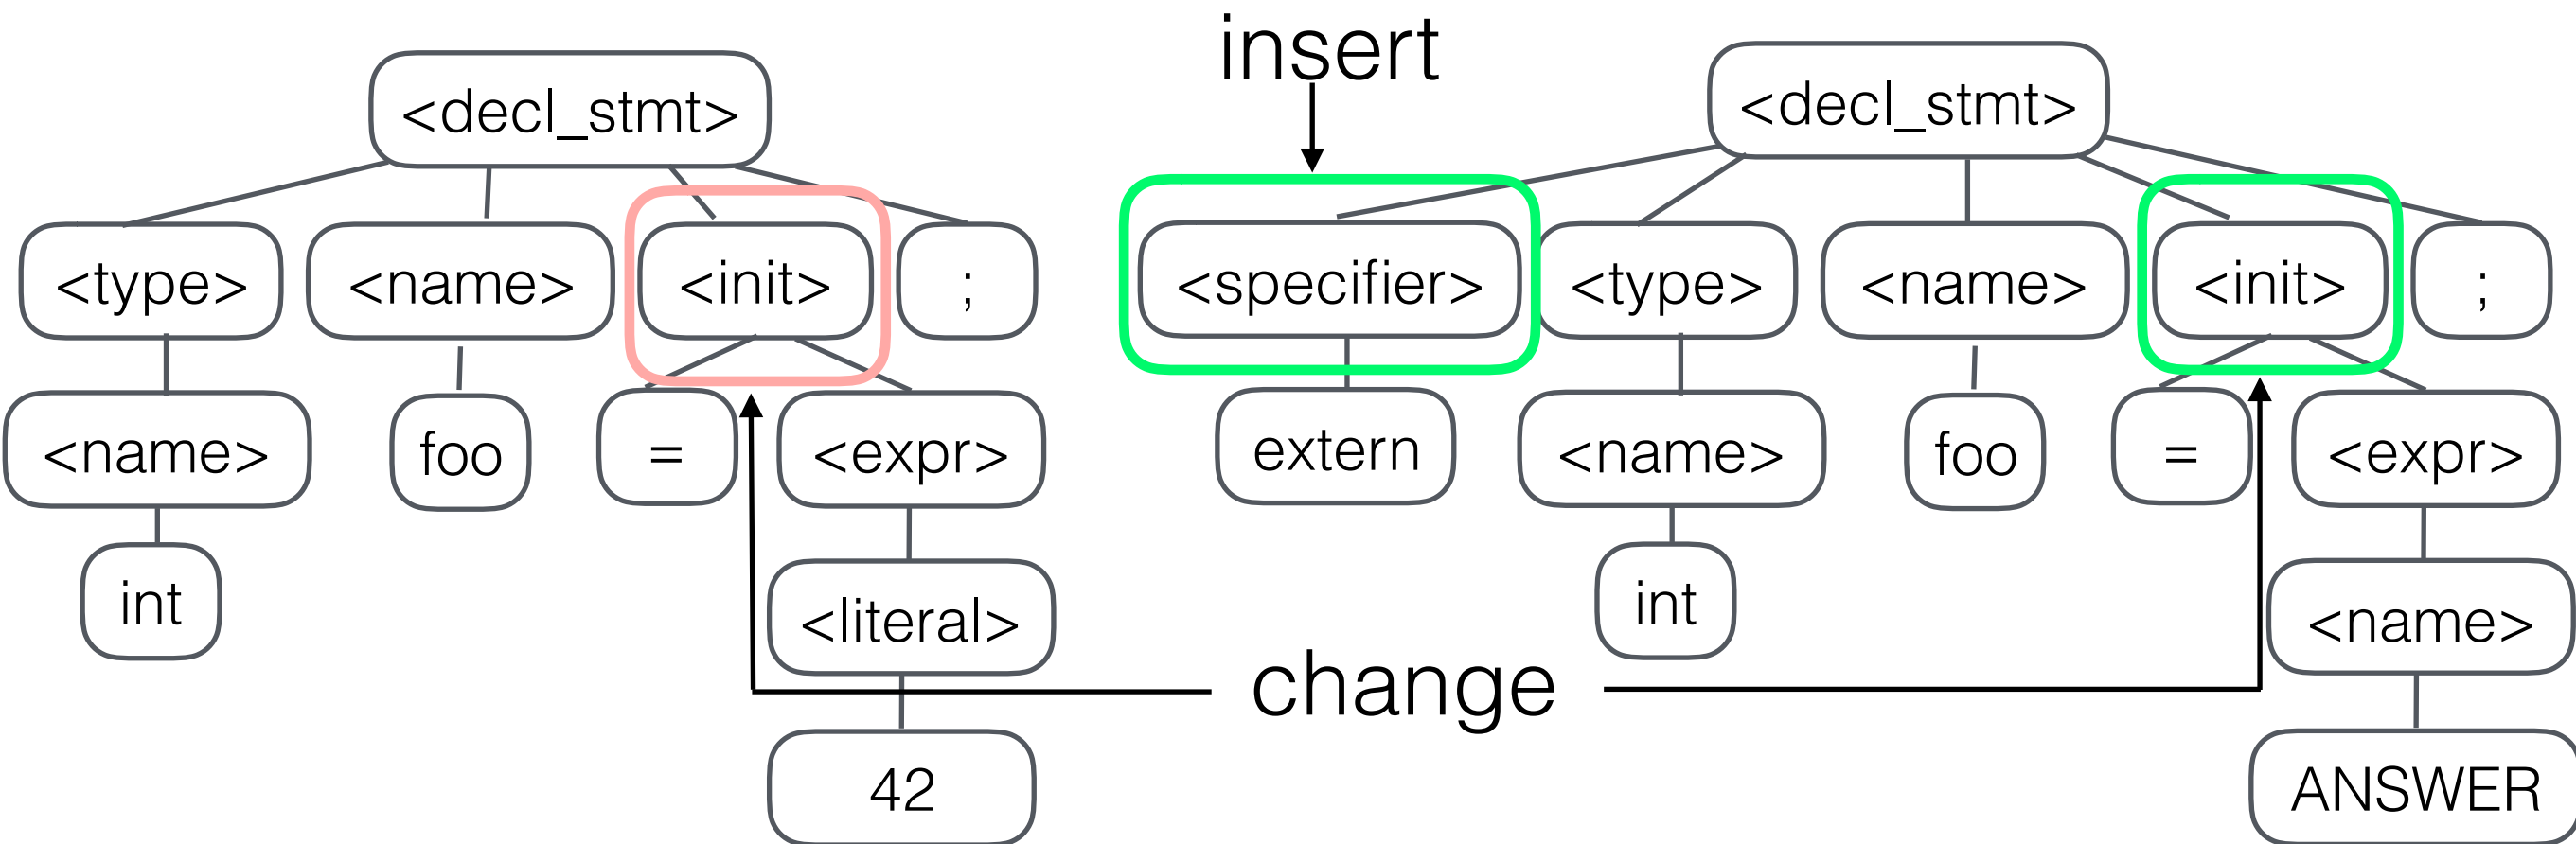 insert
<decl_stmt> <decl_stmt>
<type> <name> <init> ; <specifier> <type> <name> <init> ;
<name> foo = <expr> extern <name> foo = <expr>
int <literal> int <name>
change
42 ANSWER